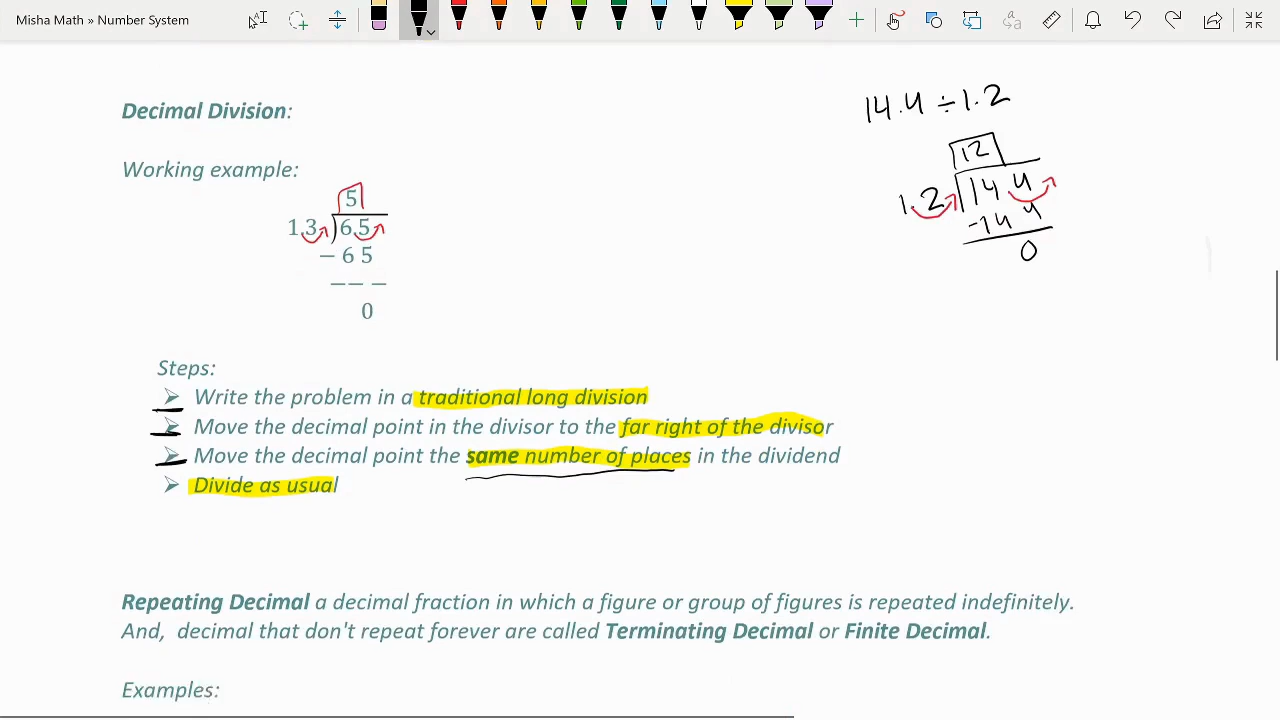 Misha Math » Number System
Decimal Division:
14.4 ÷ 1.2
Working example:
12
5
1.2 14 4
1.3 ) 6.5
- 14 4
− 6 5
0
−− −
0
Steps:
➢ Write the problem in a traditional long division
➢ Move the decimal point in the divisor to the far right of the divisor
➢ Move the decimal point the same number of places in the dividend
➢ Divide as usual
Repeating Decimal a decimal fraction in which a figure or group of figures is repeated indefinitely.
And, decimal that don't repeat forever are called Terminating Decimal or Finite Decimal.
Examples: